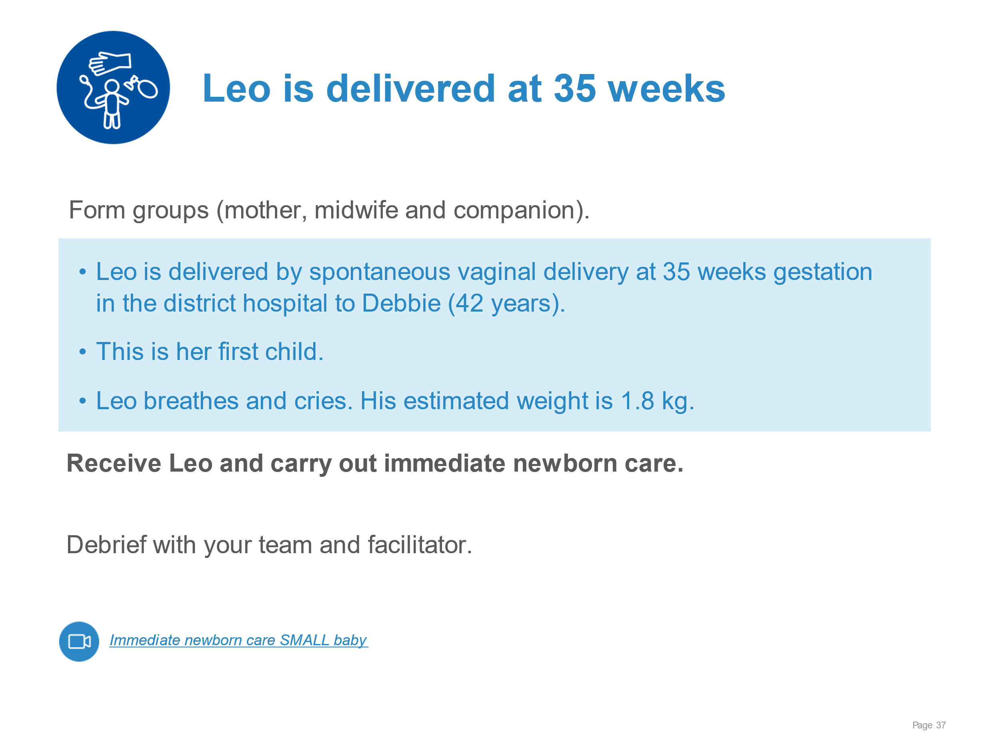 Leo is delivered at 35 weeks
Form groups (mother, midwife and companion).
• Leo is delivered by spontaneous vaginal delivery at 35 weeks gestation
in the district hospital to Debbie (42 years).
• This is her first child.
• Leo breathes and cries. His estimated weight is 1.8 kg.
Receive Leo and carry out immediate newborn care.
Debrief with your team and facilitator.
Immediate newborn care SMALL baby
Page 37